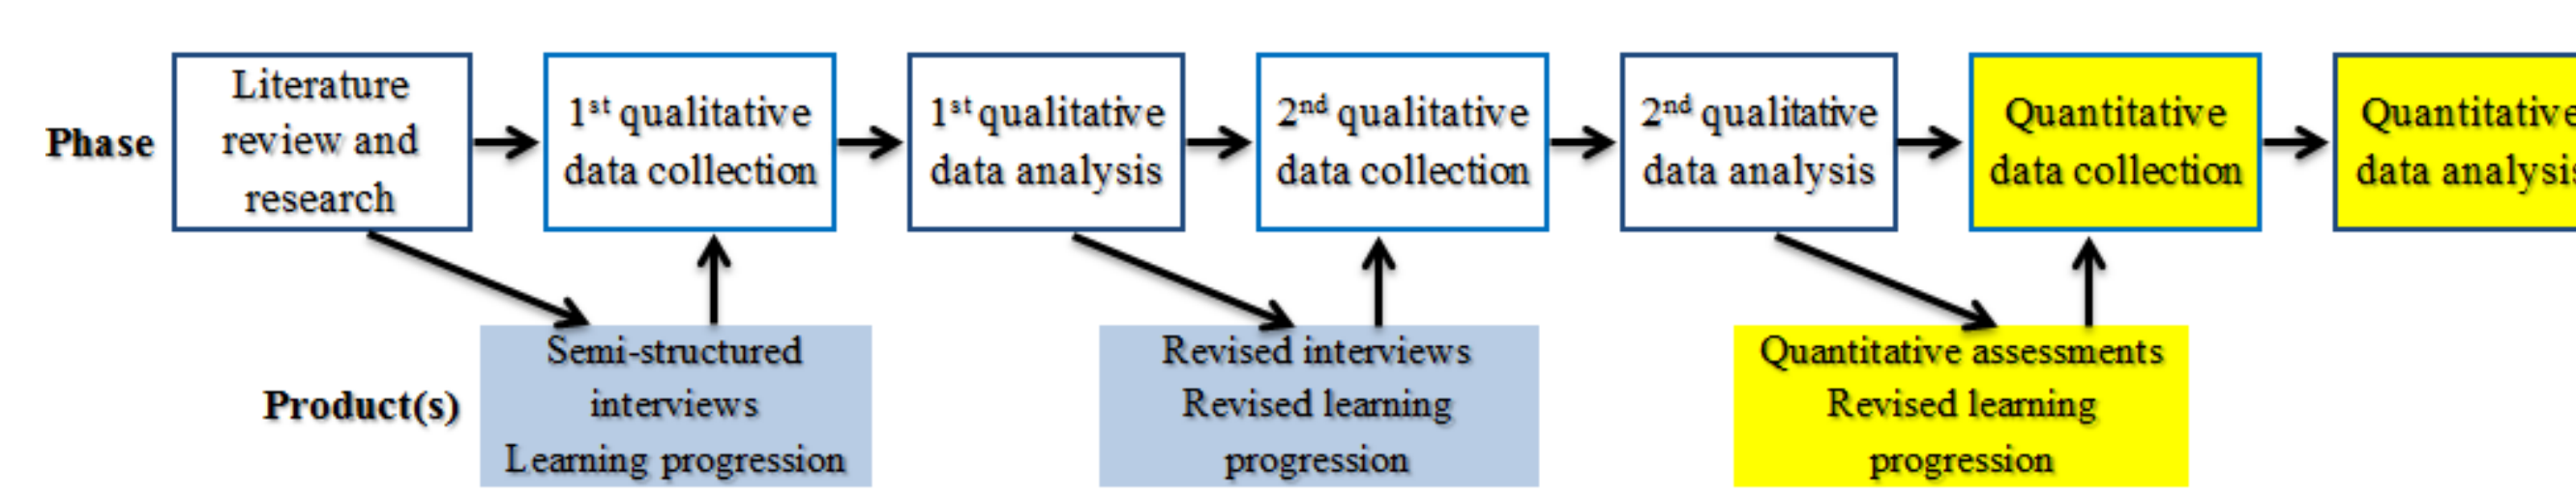 Phase
Literature
review and
research
1st qualitative
data collection
1st qualitative
data analysis
2nd qualitative
data collection
2nd qualitative
data analysis
Quantitative
data collection
Quantitative
data analysis
Product(s)
Semi-structured
interviews
Learning progression
Revised interviews
Revised learning
progression
Quantitative assessments
Revised learning
progression